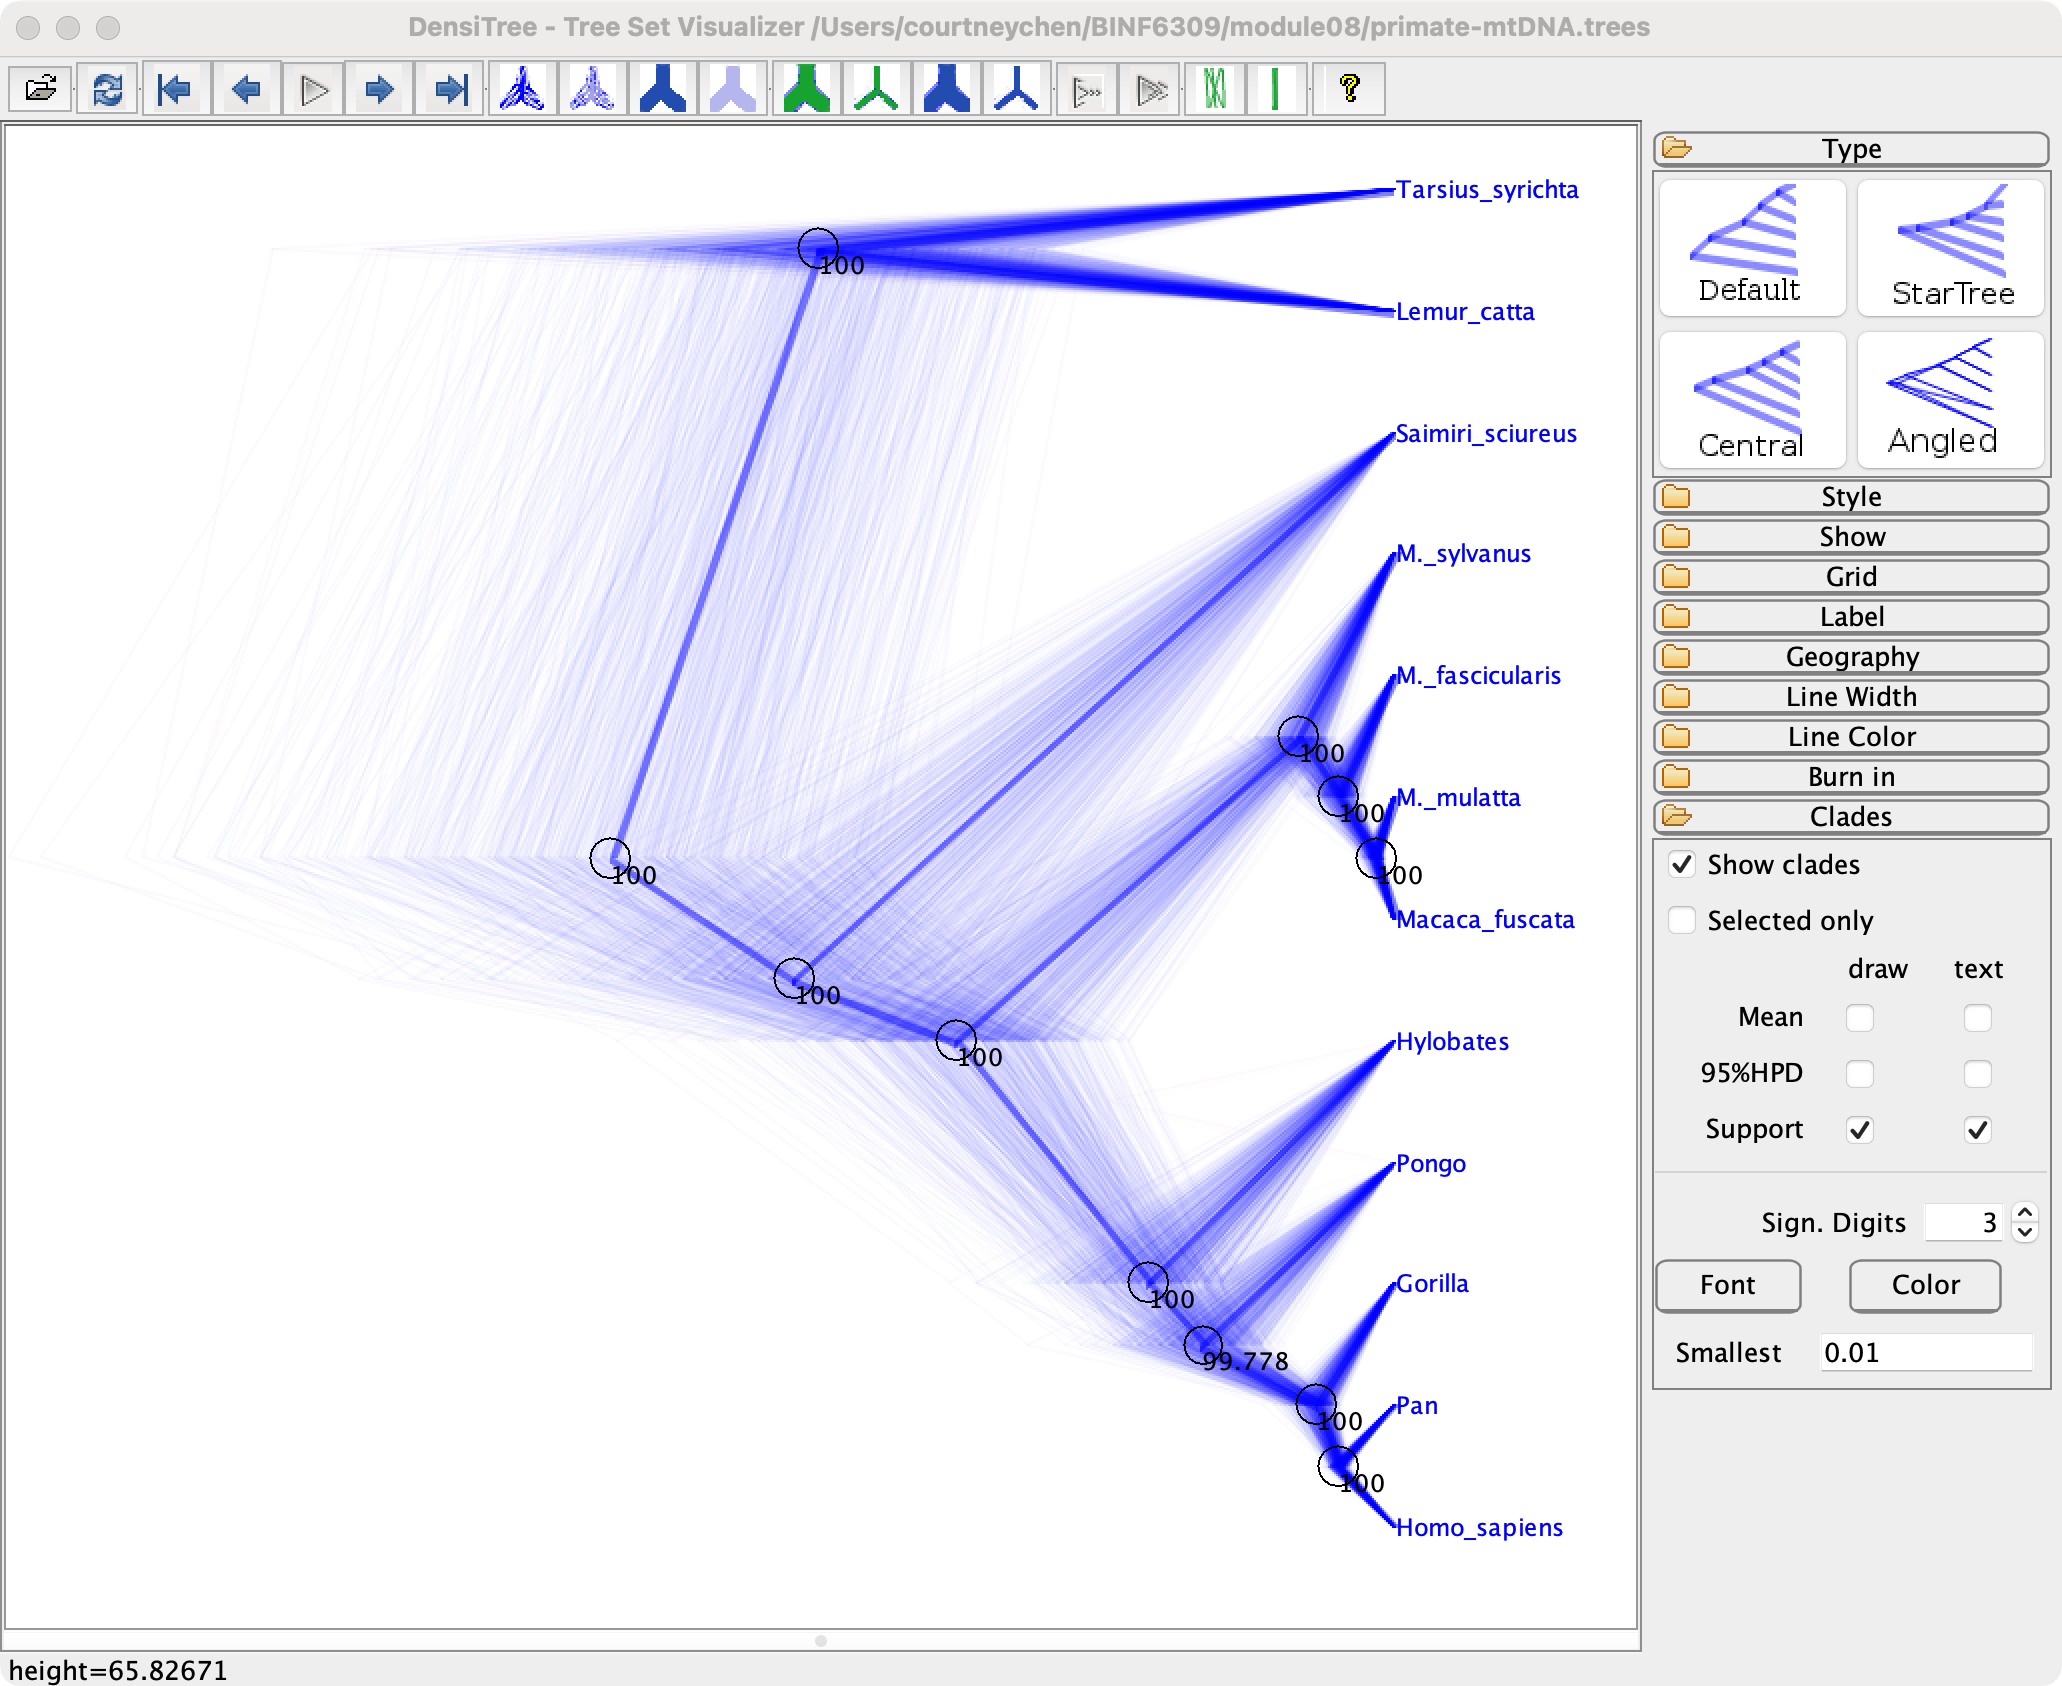 DensiTree - Tree Set Visualizer /Users/courtneychen/BINF6309/module08/primate-mtDNA.trees
?
Tarsius_syrichta
100
Lemur_catta
Saimiri_sciureus
M._sylvanus
M._fascicularis
100
M._mulatta
100
100
100
Macaca_fuscata
100
Hylobates
100
Pongo
Gorilla
100
99.778
Pan
100
100
Homo_sapiens
Type
Default
StarTree
Central
Angled
Style
Show
Grid
Label
Geography
Line Width
Line Color
Burn in
Clades
Show clades
Selected only
draw text
Mean
95%HPD
Support
Sign. Digits 3
Font Color
Smallest 0.01
height=65.82671